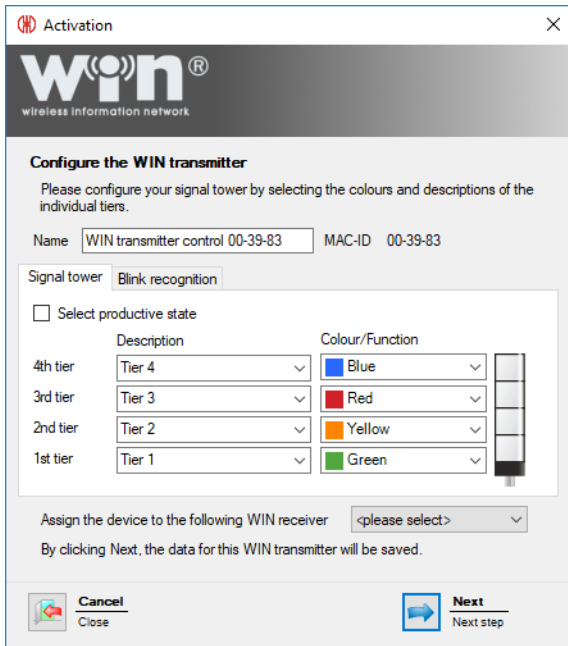 Activation
WIN®
wireless information network
Configure the WIN transmitter
Please configure your signal tower by selecting the colours and descriptions of the
individual tiers.
Name WIN transmitter control 00-39-83 MAC-ID 00-39-83
Signal tower Blink recognition
Select productive state
Description Colour/Function
4th tier Tier 4 Blue
3rd tier Tier 3 Red
2nd tier Tier 2 Yellow
1st tier Tier 1 Green
Assign the device to the following WIN receiver <please select>
By clicking Next, the data for this WIN transmitter will be saved.
Cancel Next
Close Next step